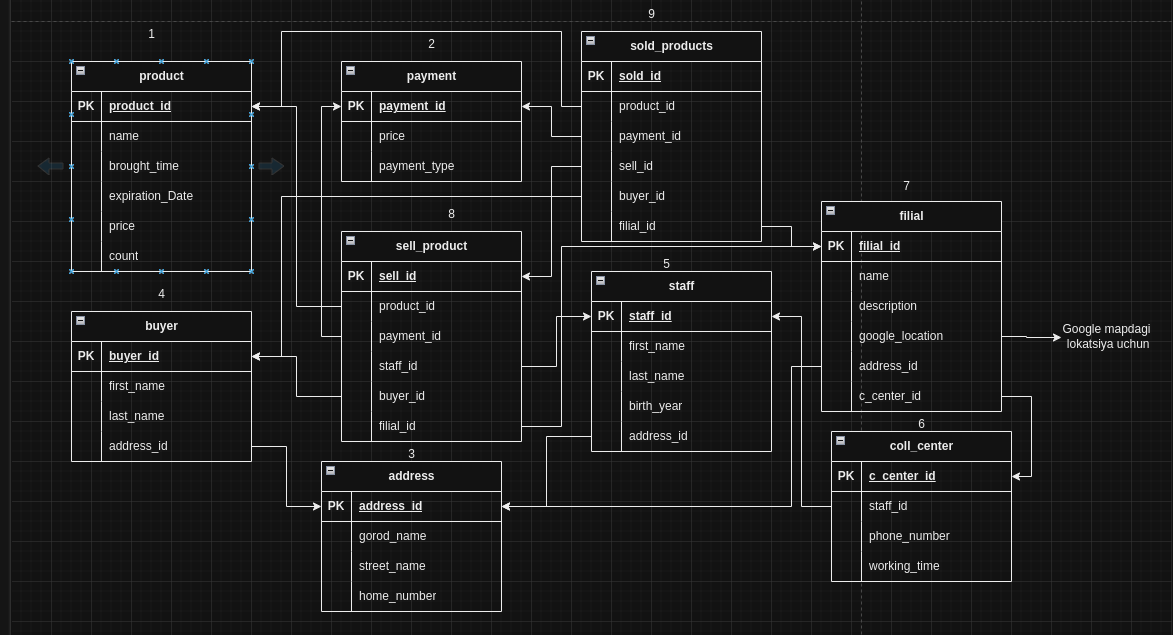 1
product
PK
product_id
name
brought_time
expiration_Date
price
count
2
payment
PK
payment_id
price
payment_type
9
sold_products
PK
sold_id
product_id
payment_id
sell_id
buyer_id
filial_id
8
sell_product
PK
sell_id
product_id
payment_id
staff_id
buyer_id
filial_id
7
filial
PK
filial_id
name
description
google_location
address_id
c_center_id
Google mapdagi
lokatsiya uchun
5
staff
PK
staff_id
first_name
last_name
birth_year
address_id
4
buyer
PK
buyer_id
first_name
last_name
address_id
3
address
PK
address_id
gorod_name
street_name
home_number
6
coll_center
PK
c_center_id
staff_id
phone_number
working_time